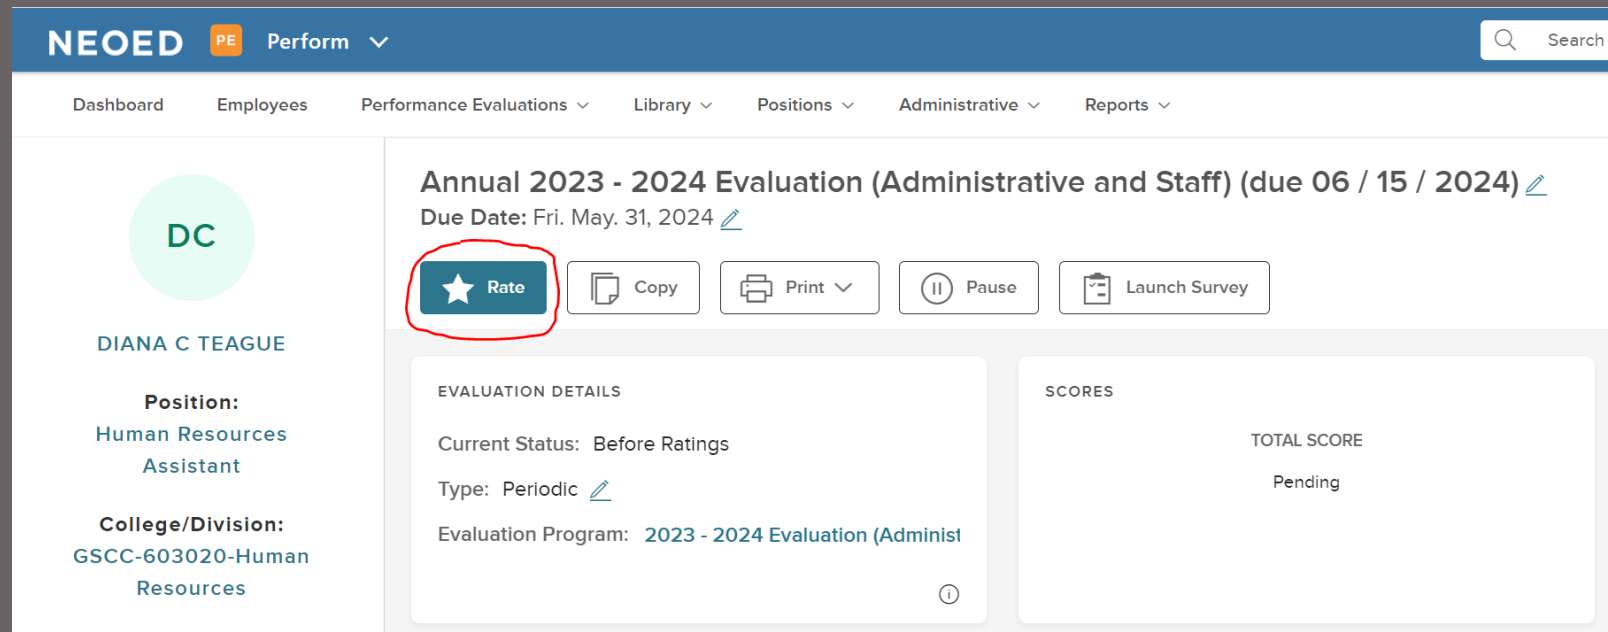 NEOED PE Perform Search
Dashboard Employees Performance Evaluations Library Positions Administrative Reports
DC
DIANA C TEAGUE
Position:
Human Resources
Assistant
College/Division:
GSCC-603020-Human
Resources
Annual 2023 - 2024 Evaluation (Administrative and Staff) (due 06 / 15 / 2024)
Due Date: Fri. May. 31, 2024
Rate Copy Print Pause Launch Survey
EVALUATION DETAILS
Current Status: Before Ratings
Type: Periodic
Evaluation Program: 2023 - 2024 Evaluation (Administ
SCORES
TOTAL SCORE
Pending